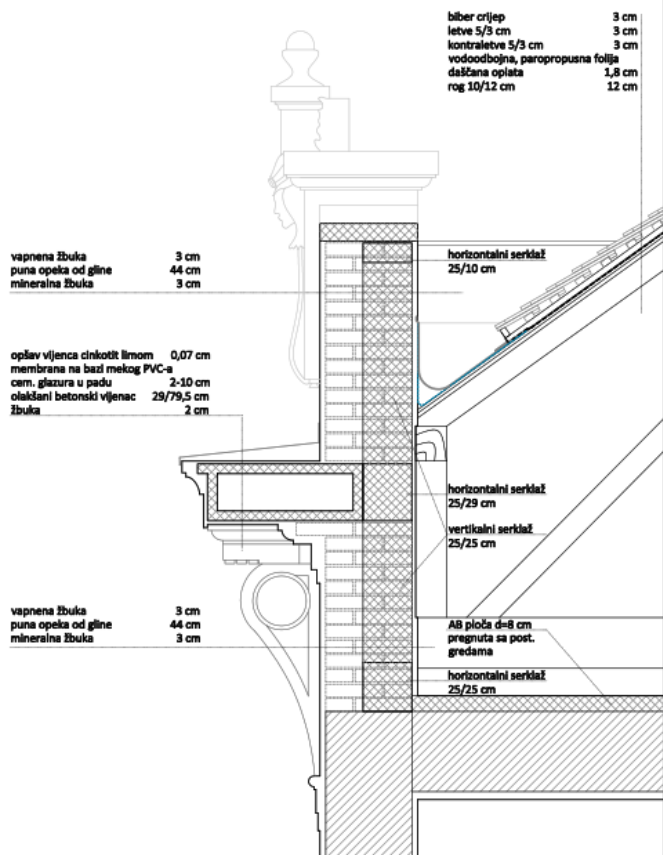 biber crijep 3 cm
letve 5/3 cm 3 cm
kontraletve 5/3 cm 3 cm
vodoodbojna, paropropusna folija
daščana oplata 1,8 cm
rog 10/12 cm 12 cm
vapnena žbuka 3 cm
puna opeka od gline 44 cm
mineralna žbuka 3 cm
horizontalni serklaž
25/10 cm
opšav vijenca cinkotit limom 0,07 cm
membrana na bazi mekog PVC-a
cem. glazura u padu 2-10 cm
olakšani betonski vijenac 29/79,5 cm
žbuka 2 cm
horizontalni serklaž
25/29 cm
vertikalni serklaž
25/25 cm
vapnena žbuka 3 cm
puna opeka od gline 44 cm
mineralna žbuka 3 cm
AB ploča d=8 cm
pregnuta sa post.
gredama
horizontalni serklaž
25/25 cm